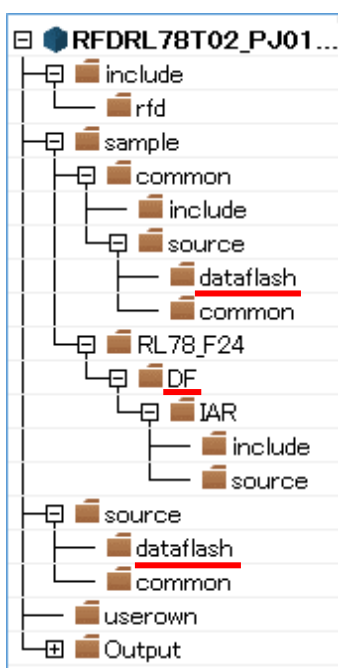 RFDRL78T02_PJ01...
include
rfd
sample
common
include
source
dataflash
common
RL78_F24
DF
IAR
include
source
source
dataflash
common
userown
Output